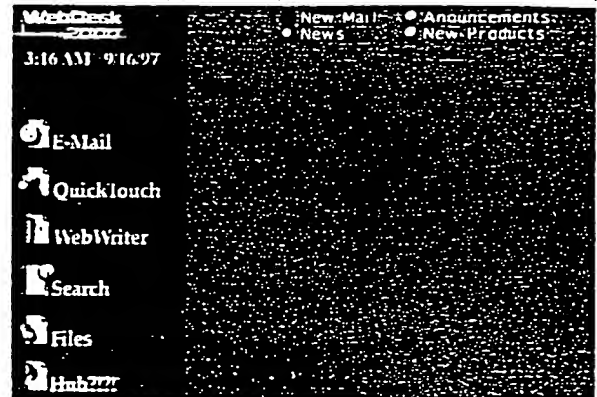 WebDesk
2000
New Mail
Anouncements
News
New Products
3:16 AM 9/16/97
E-Mail
QuickTouch
WebWriter
Search
Files
Hub????